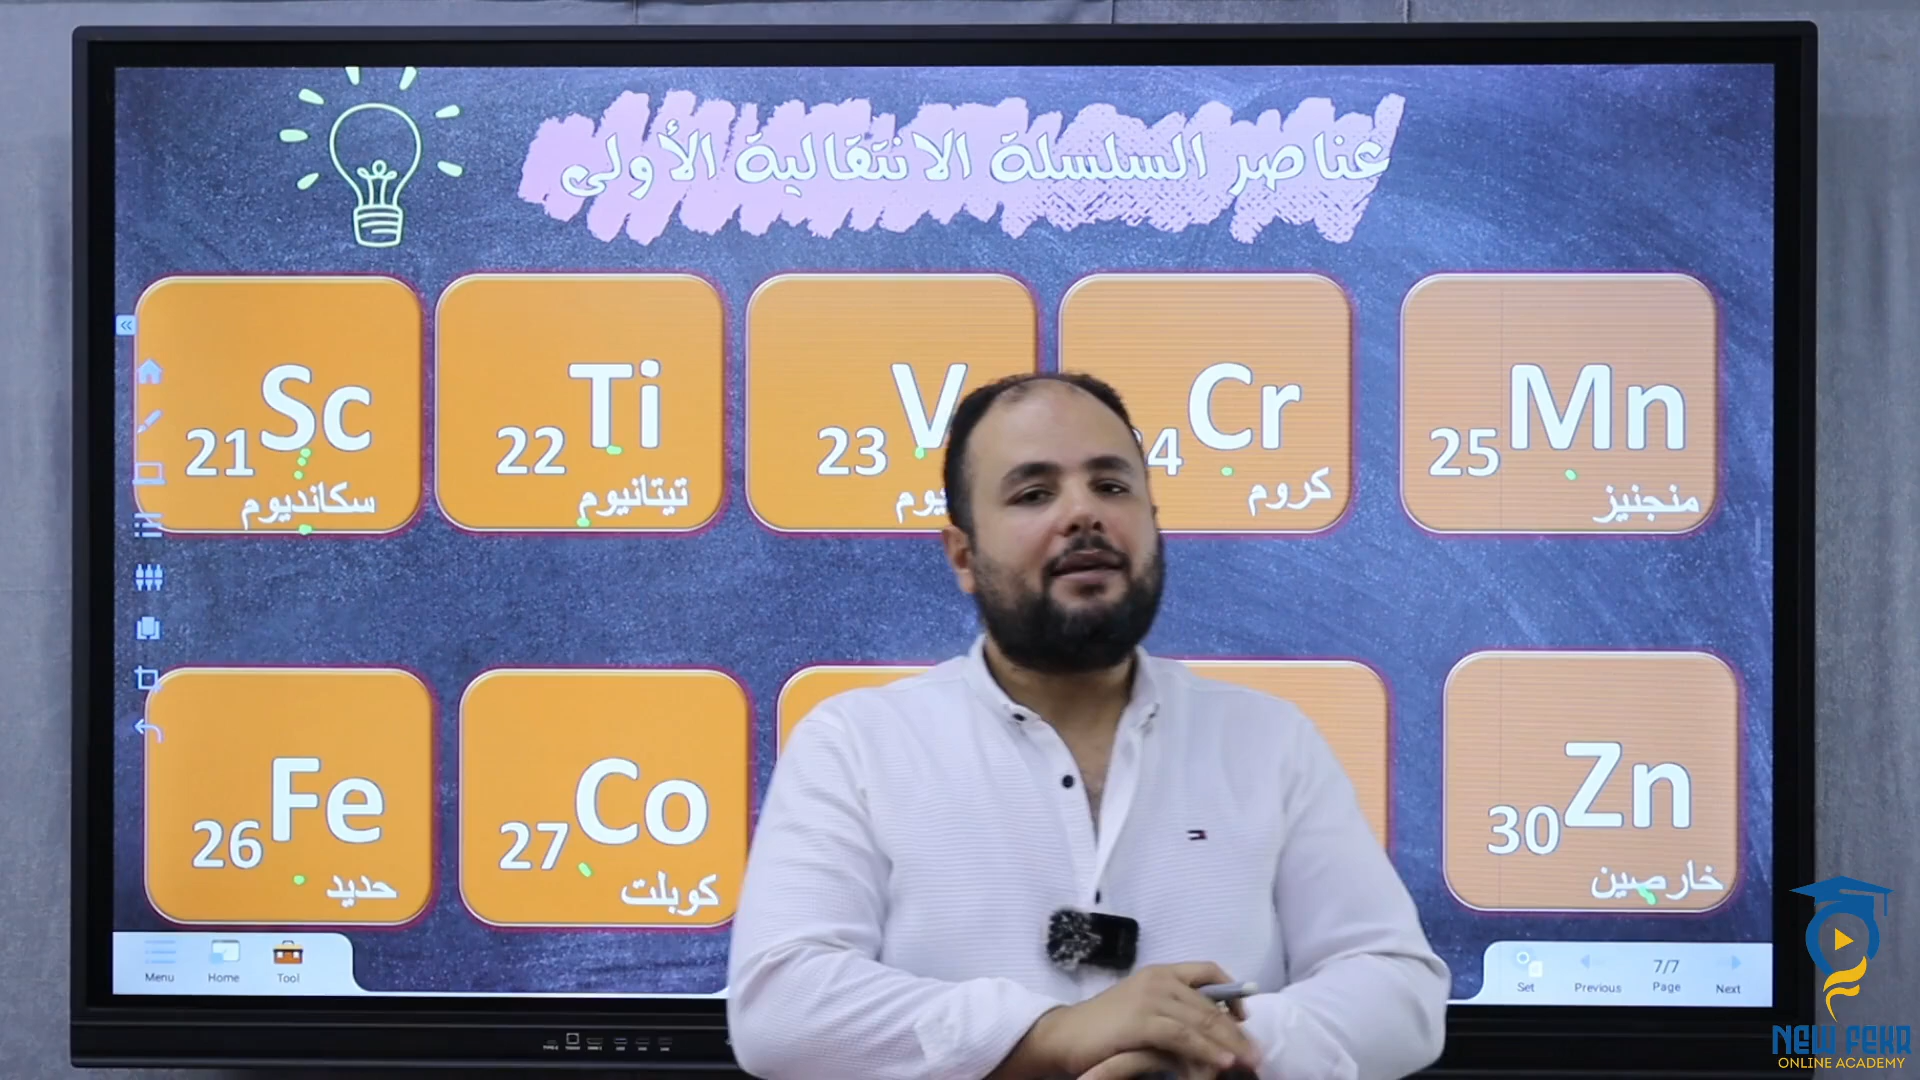 عناصر السلسلة الانتقالية الأولى
21Sc
سكانديوم
22Ti
تيتانيوم
23V
24Cr
كروم
25Mn
منجنيز
26Fe
حديد
27Co
كوبلت
30Zn
خارصين
Menu
Home
Tool
Set
Previous
7/7
Page
Next
NEW FEKR
ONLINE ACADEMY